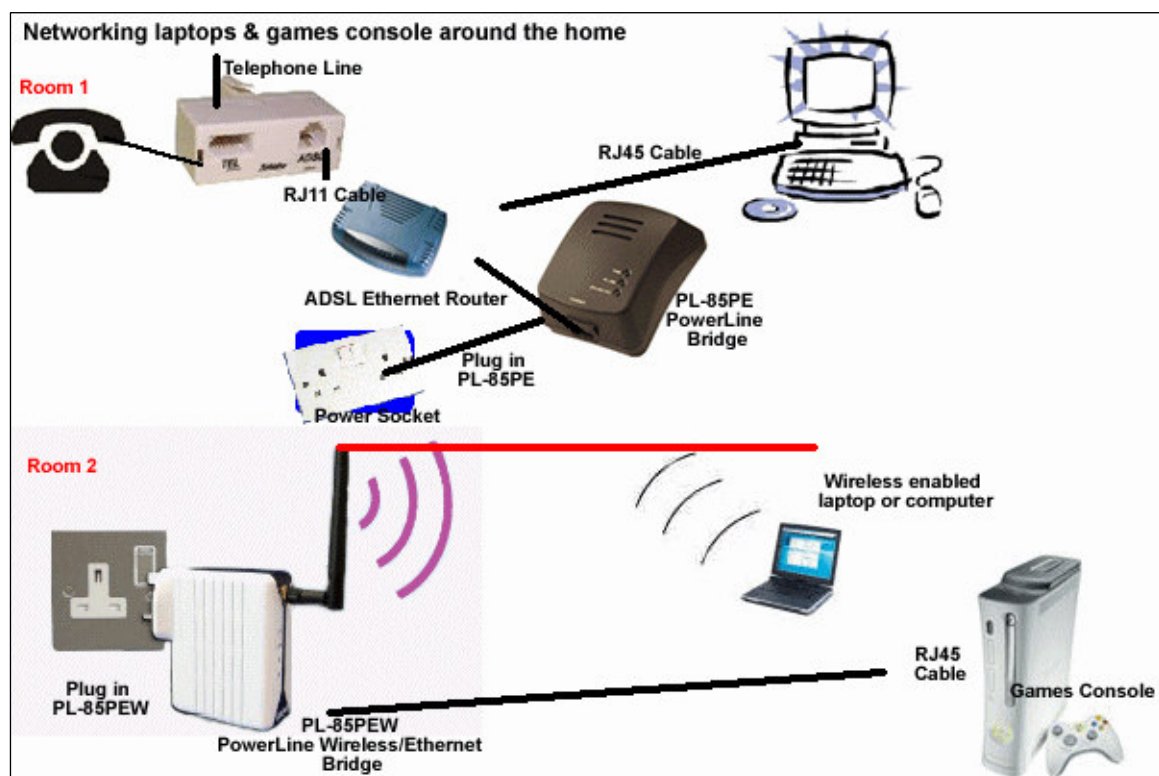 Networking laptops & games console around the home
Telephone Line
Room 1
TEL
ADSL
RJ11 Cable
RJ45 Cable
ADSL Ethernet Router
PL-85PE
PowerLine
Bridge
Plug in
PL-85PE
Power Socket
Room 2
Wireless enabled
laptop or computer
Plug in
PL-85PEW
PL-85PEW
PowerLine Wireless/Ethernet
Bridge
RJ45
Cable
Games Console